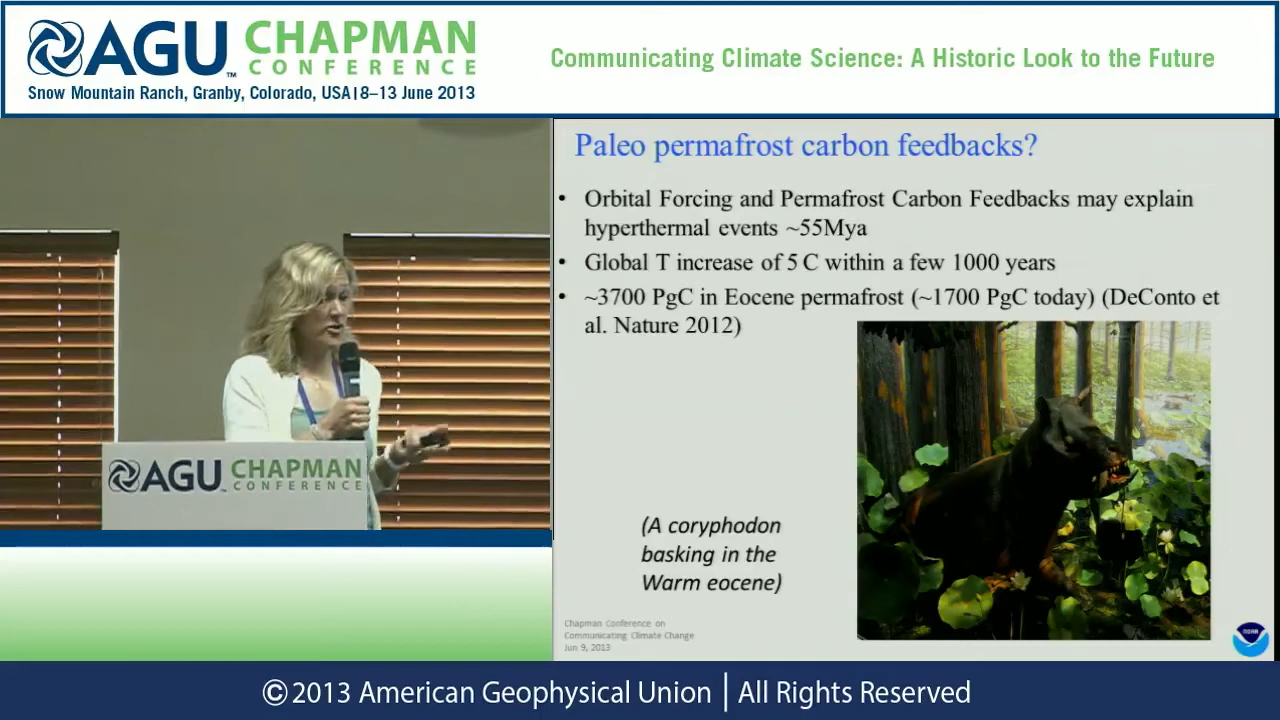 AGU CHAPMAN
™ CONFERENCE
Snow Mountain Ranch, Granby, Colorado, USA|8–13 June 2013
Communicating Climate Science: A Historic Look to the Future
Paleo permafrost carbon feedbacks?
• Orbital Forcing and Permafrost Carbon Feedbacks may explain
hyperthermal events ~55Mya
• Global T increase of 5 C within a few 1000 years
• ~3700 PgC in Eocene permafrost (~1700 PgC today) (DeConto et
al. Nature 2012)
(A coryphodon
basking in the
Warm eocene)
Chapman Conference on
Communicating Climate Change
Jun 9, 2013
NOAA
AGU CHAPMAN
CONFERENCE
©2013 American Geophysical Union | All Rights Reserved